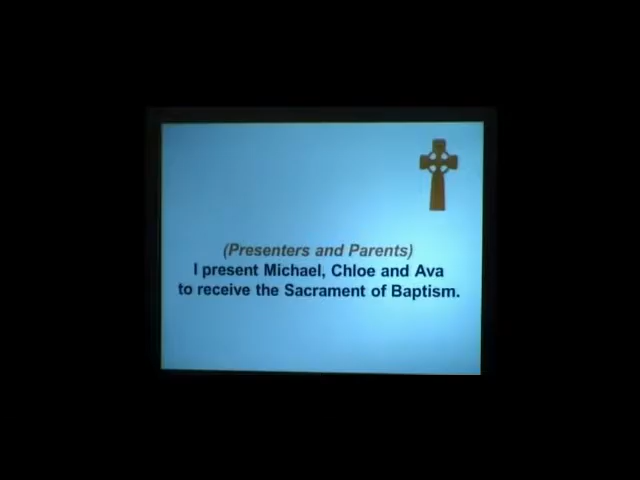 (Presenters and Parents)
I present Michael, Chloe and Ava
to receive the Sacrament of Baptism.